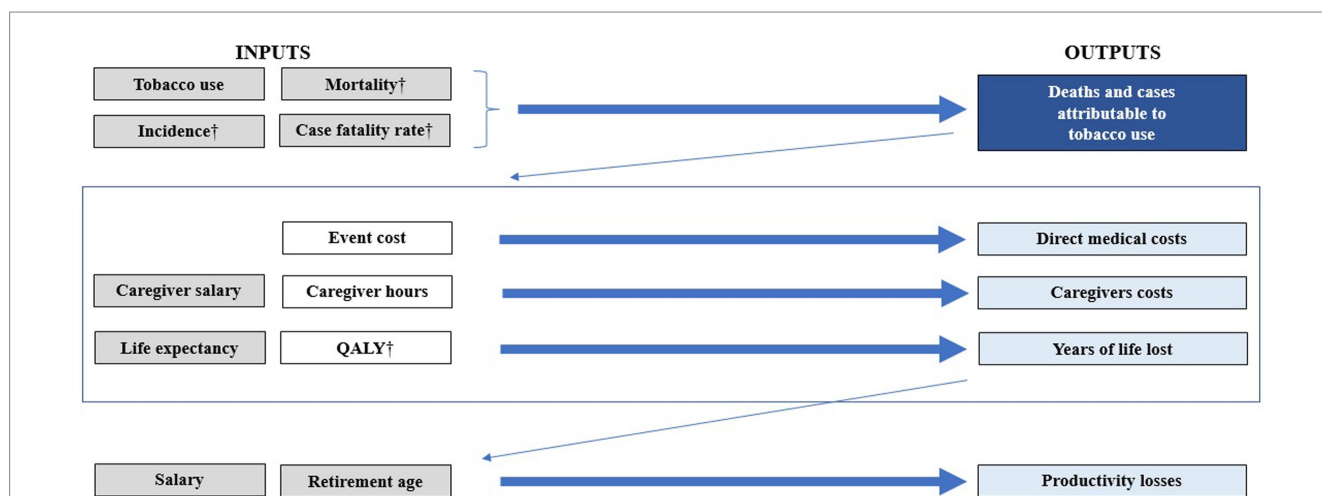 INPUTS
OUTPUTS
Tobacco use
Mortality†
Incidence†
Case fatality rate†
Deaths and cases
attributable to
tobacco use
Event cost
Direct medical costs
Caregiver salary
Caregiver hours
Caregivers costs
Life expectancy
QALY†
Years of life lost
Salary
Retirement age
Productivity losses